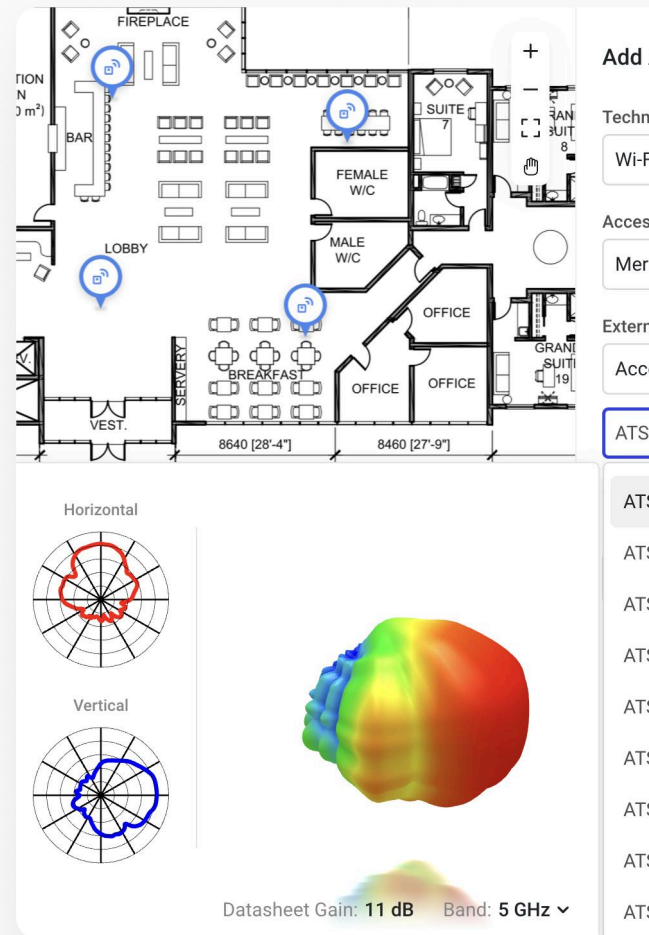 FIREPLACE
TION
N
0 m²)
BAR
SUITE
7
8
FEMALE
W/C
MALE
W/C
LOBBY
OFFICE
GRAND
SUITE
19
SERVERY
BREAKFAST
OFFICE
OFFICE
VEST.
8640 [28'-4"]
8460 [27'-9"]
Add
Techn
Wi-F
Acces
Mer
Extern
Acce
ATS
ATS
ATS
ATS
ATS
ATS
ATS
ATS
ATS
ATS
Horizontal
Vertical
Datasheet Gain: 11 dB
Band: 5 GHz